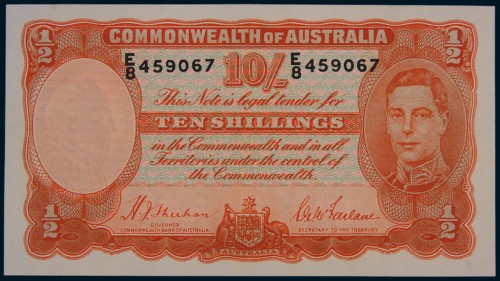 1/2 COMMONWEALTH OF AUSTRALIA 1/2
E/8 459067 10/- E/8 459067
This Note is legal tender for
TEN SHILLINGS
in the Commonwealth and in all
Territories under the control of
the Commonwealth.
H.J. Sheehan S.G. McFarlane
GOVERNOR SECRETARY TO THE TREASURY
COMMONWEALTH BANK OF AUSTRALIA
1/2 AUSTRALIA 1/2